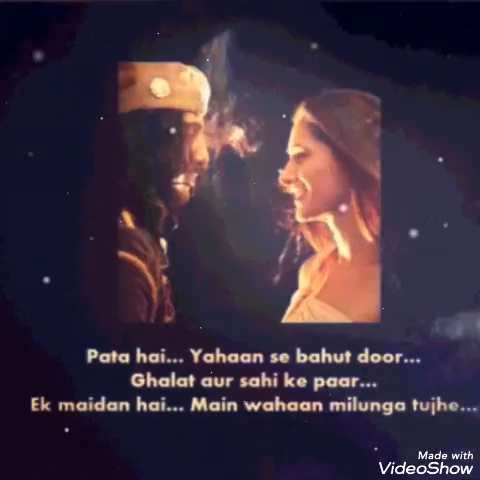 Pata hai... Yahaan se bahut door...
Ghalat aur sahi ke paar...
Ek maidan hai... Main wahaan milunga tujhe...
Made with
VideoShow